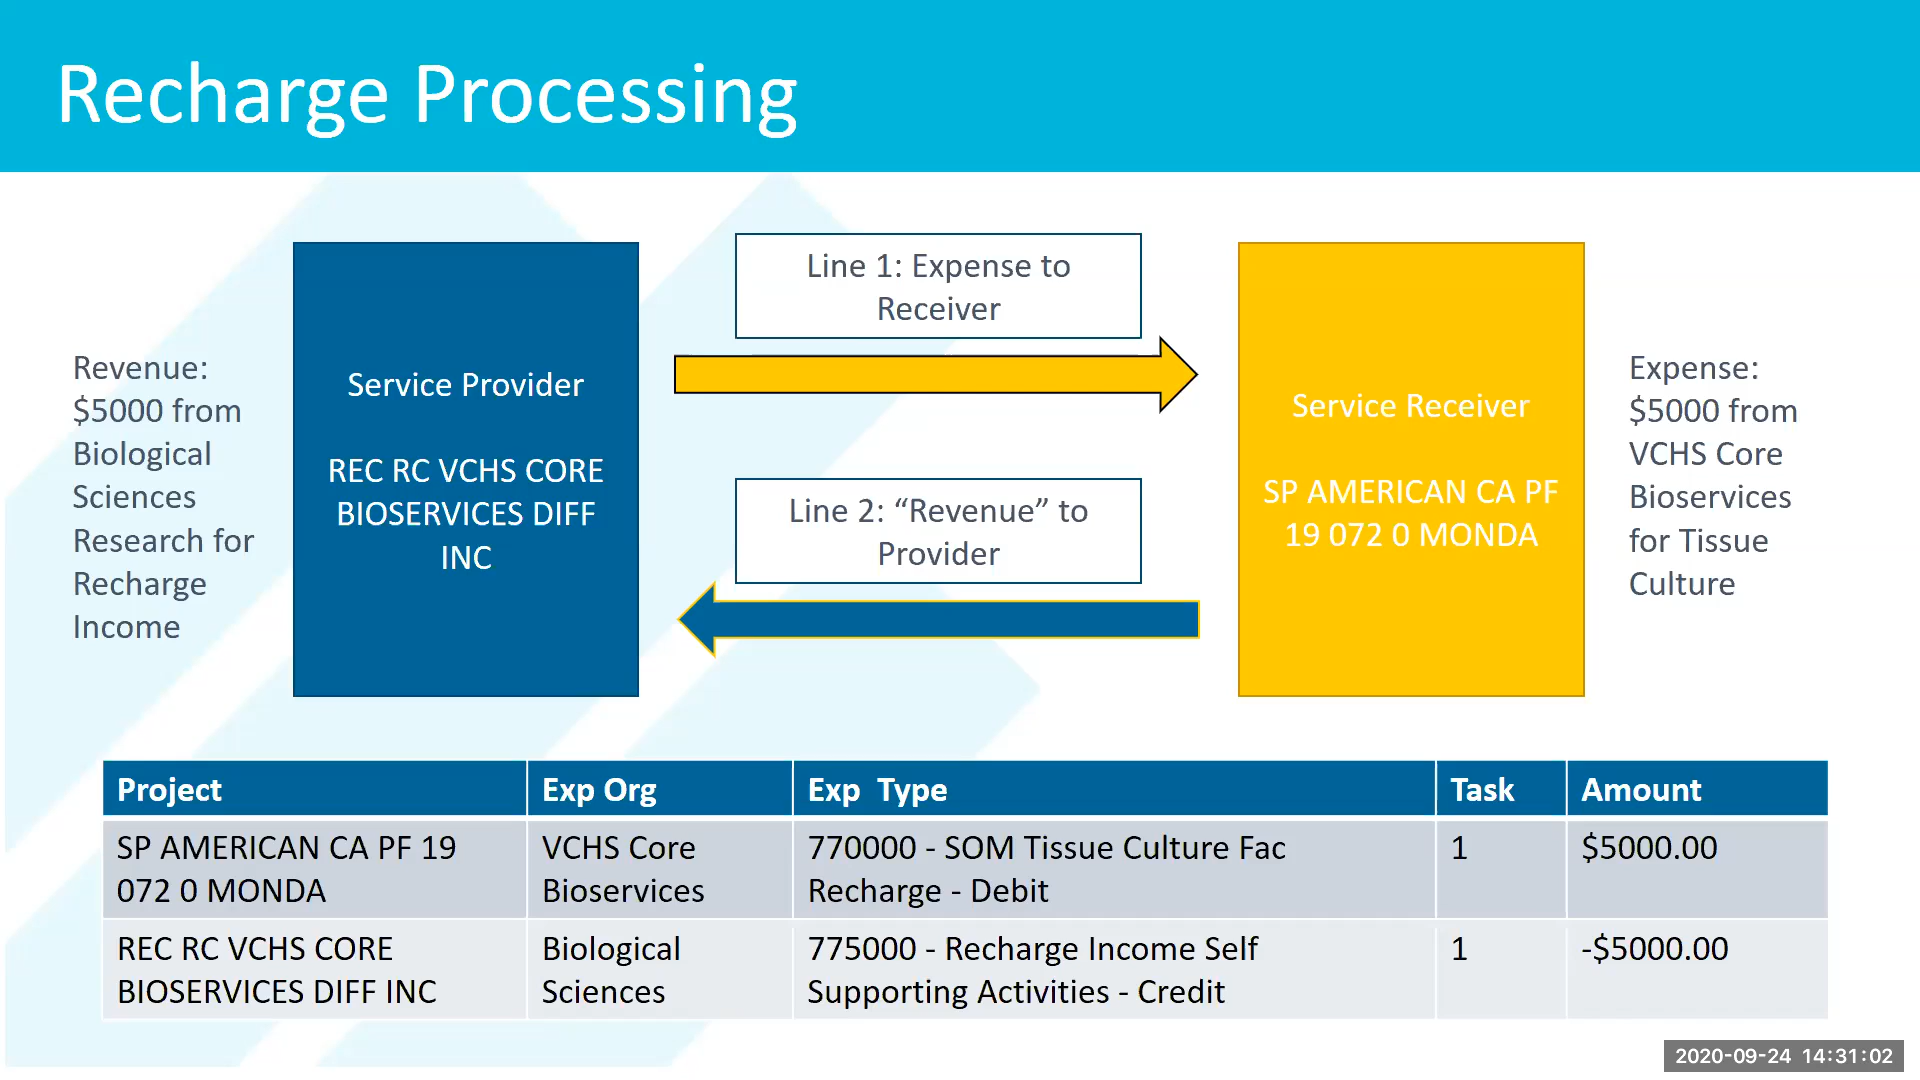 Recharge Processing
Revenue:
$5000 from
Biological
Sciences
Research for
Recharge
Income
Service Provider
REC RC VCHS CORE
BIOSERVICES DIFF
INC
Line 1: Expense to
Receiver
Line 2: “Revenue” to
Provider
Service Receiver
SP AMERICAN CA PF
19 072 0 MONDA
Expense:
$5000 from
VCHS Core
Bioservices
for Tissue
Culture
Project
Exp Org
Exp Type
Task
Amount
SP AMERICAN CA PF 19
072 0 MONDA
VCHS Core
Bioservices
770000 - SOM Tissue Culture Fac
Recharge - Debit
1
$5000.00
REC RC VCHS CORE
BIOSERVICES DIFF INC
Biological
Sciences
775000 - Recharge Income Self
Supporting Activities - Credit
1
-$5000.00
2020-09-24 14:31:02